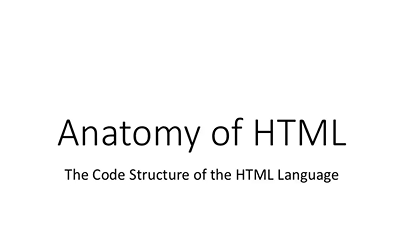 Anatomy of HTML
The Code Structure of the HTML Language